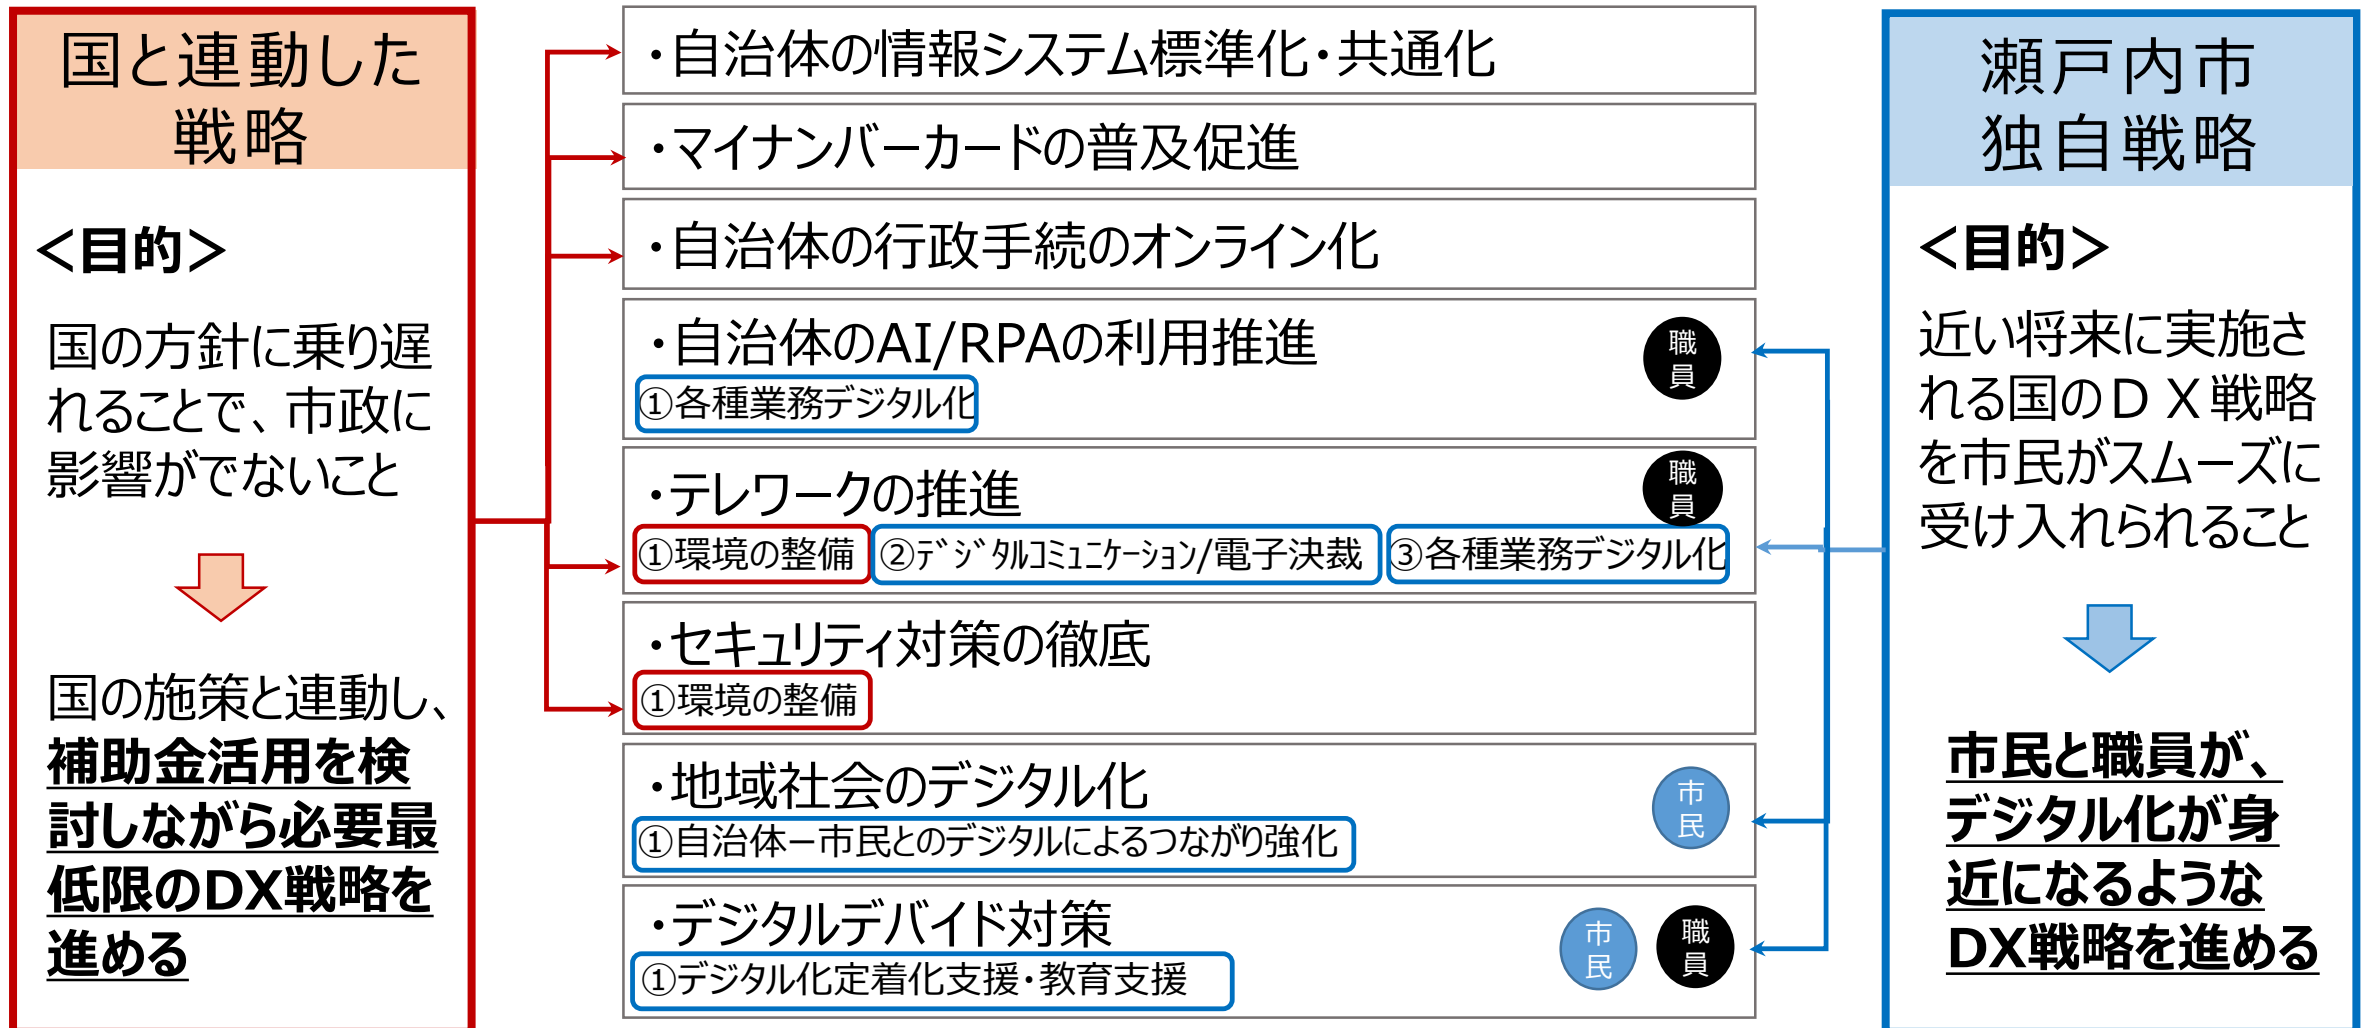 国と連動した
戦略
＜目的＞
国の方針に乗り遅
れることで、市政に
影響がでないこと
国の施策と連動し、
補助金活用を検
討しながら必要最
低限のDX戦略を
進める
・自治体の情報システム標準化・共通化
・マイナンバーカードの普及促進
・自治体の行政手続のオンライン化
・自治体のAI/RPAの利用推進
職
員
①各種業務デジタル化
・テレワークの推進
職
員
①環境の整備
②ﾃﾞｼﾞﾀﾙｺﾐｭﾆｹｰｼｮﾝ/電子決裁
③各種業務デジタル化
・セキュリティ対策の徹底
①環境の整備
・地域社会のデジタル化
市
民
①自治体－市民とのデジタルによるつながり強化
・デジタルデバイド対策
市
民
職
員
①デジタル化定着化支援・教育支援
瀬戸内市
独自戦略
＜目的＞
近い将来に実施さ
れる国のＤＸ戦略
を市民がスムーズに
受け入れられること
市民と職員が、
デジタル化が身
近になるような
DX戦略を進める